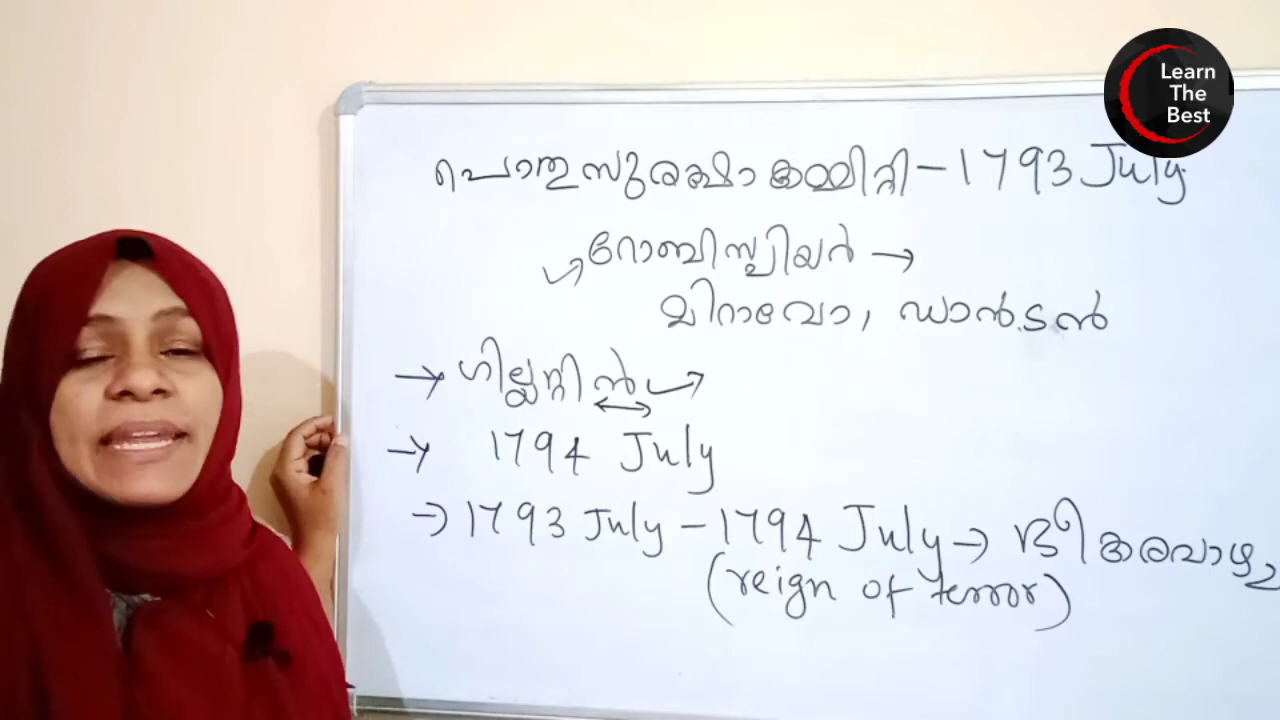 Learn
The
Best
പൊതുസുരക്ഷാകമ്മിറ്റി - 1793 July
റോബിസ്പിയർ →
മിറാബോ, ഡാൻടൻ
→ ഗില്ലറ്റിൻ
→ 1794 July
→ 1793 July - 1794 July → ഭീകരവാഴ്ച
(reign of terror)